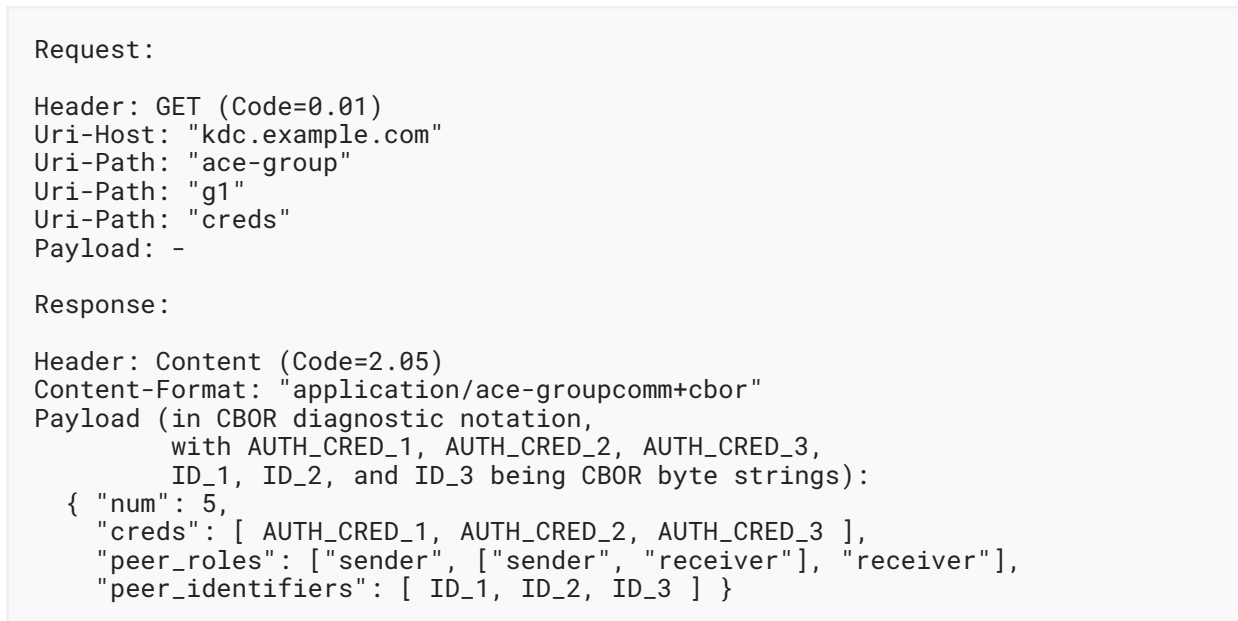 Request:

Header: GET (Code=0.01)
Uri-Host: "kdc.example.com"
Uri-Path: "ace-group"
Uri-Path: "g1"
Uri-Path: "creds"
Payload: -

Response:

Header: Content (Code=2.05)
Content-Format: "application/ace-groupcomm+cbor"
Payload (in CBOR diagnostic notation,
         with AUTH_CRED_1, AUTH_CRED_2, AUTH_CRED_3,
         ID_1, ID_2, and ID_3 being CBOR byte strings):
  { "num": 5,
    "creds": [ AUTH_CRED_1, AUTH_CRED_2, AUTH_CRED_3 ],
    "peer_roles": ["sender", ["sender", "receiver"], "receiver"],
    "peer_identifiers": [ ID_1, ID_2, ID_3 ] }